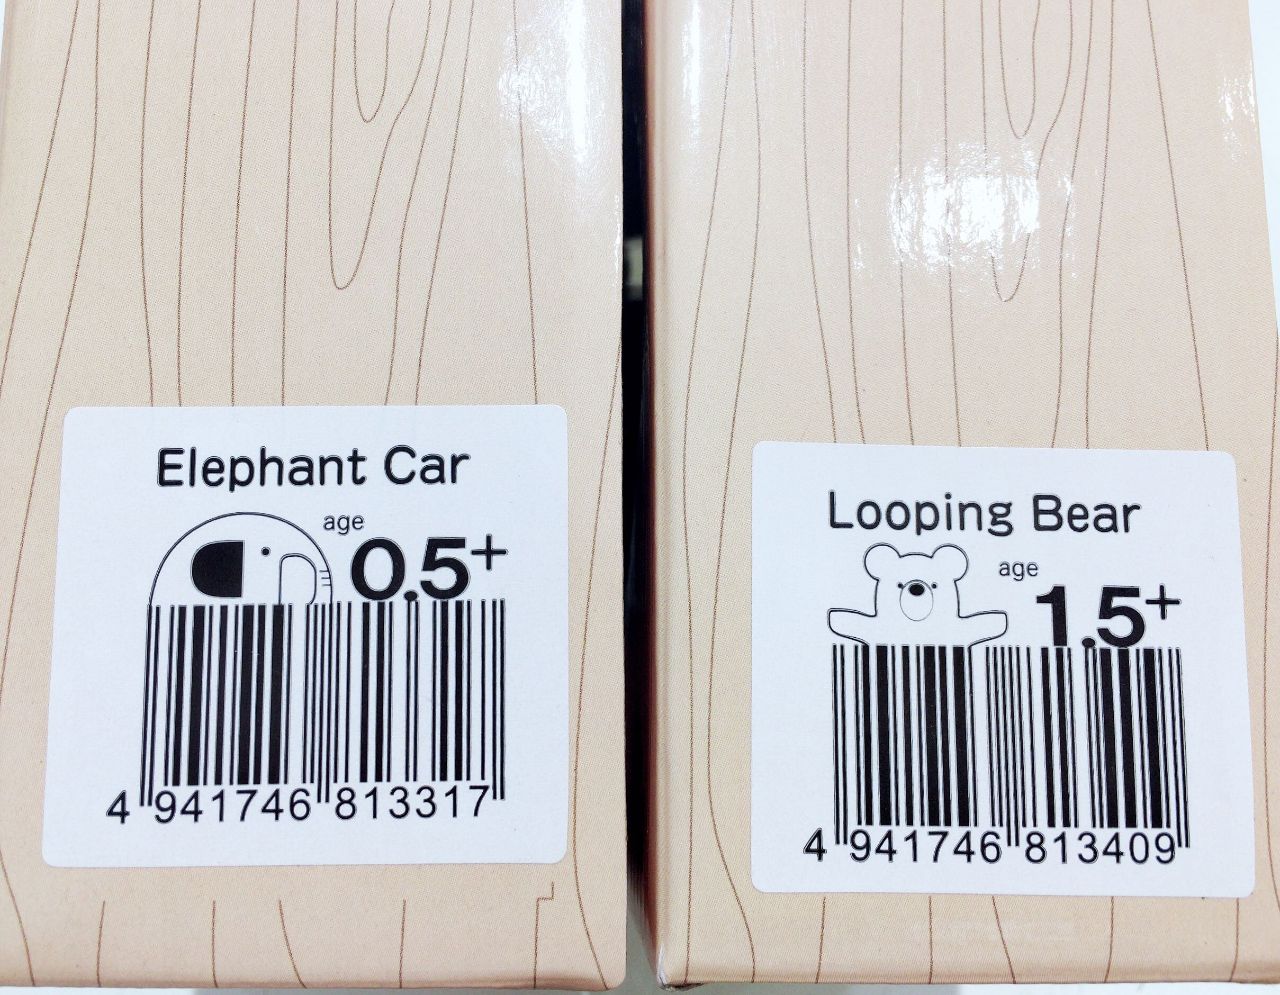 Elephant Car
age
0.5+
4 941746 813317
Looping Bear
age
1.5+
4 941746 813409